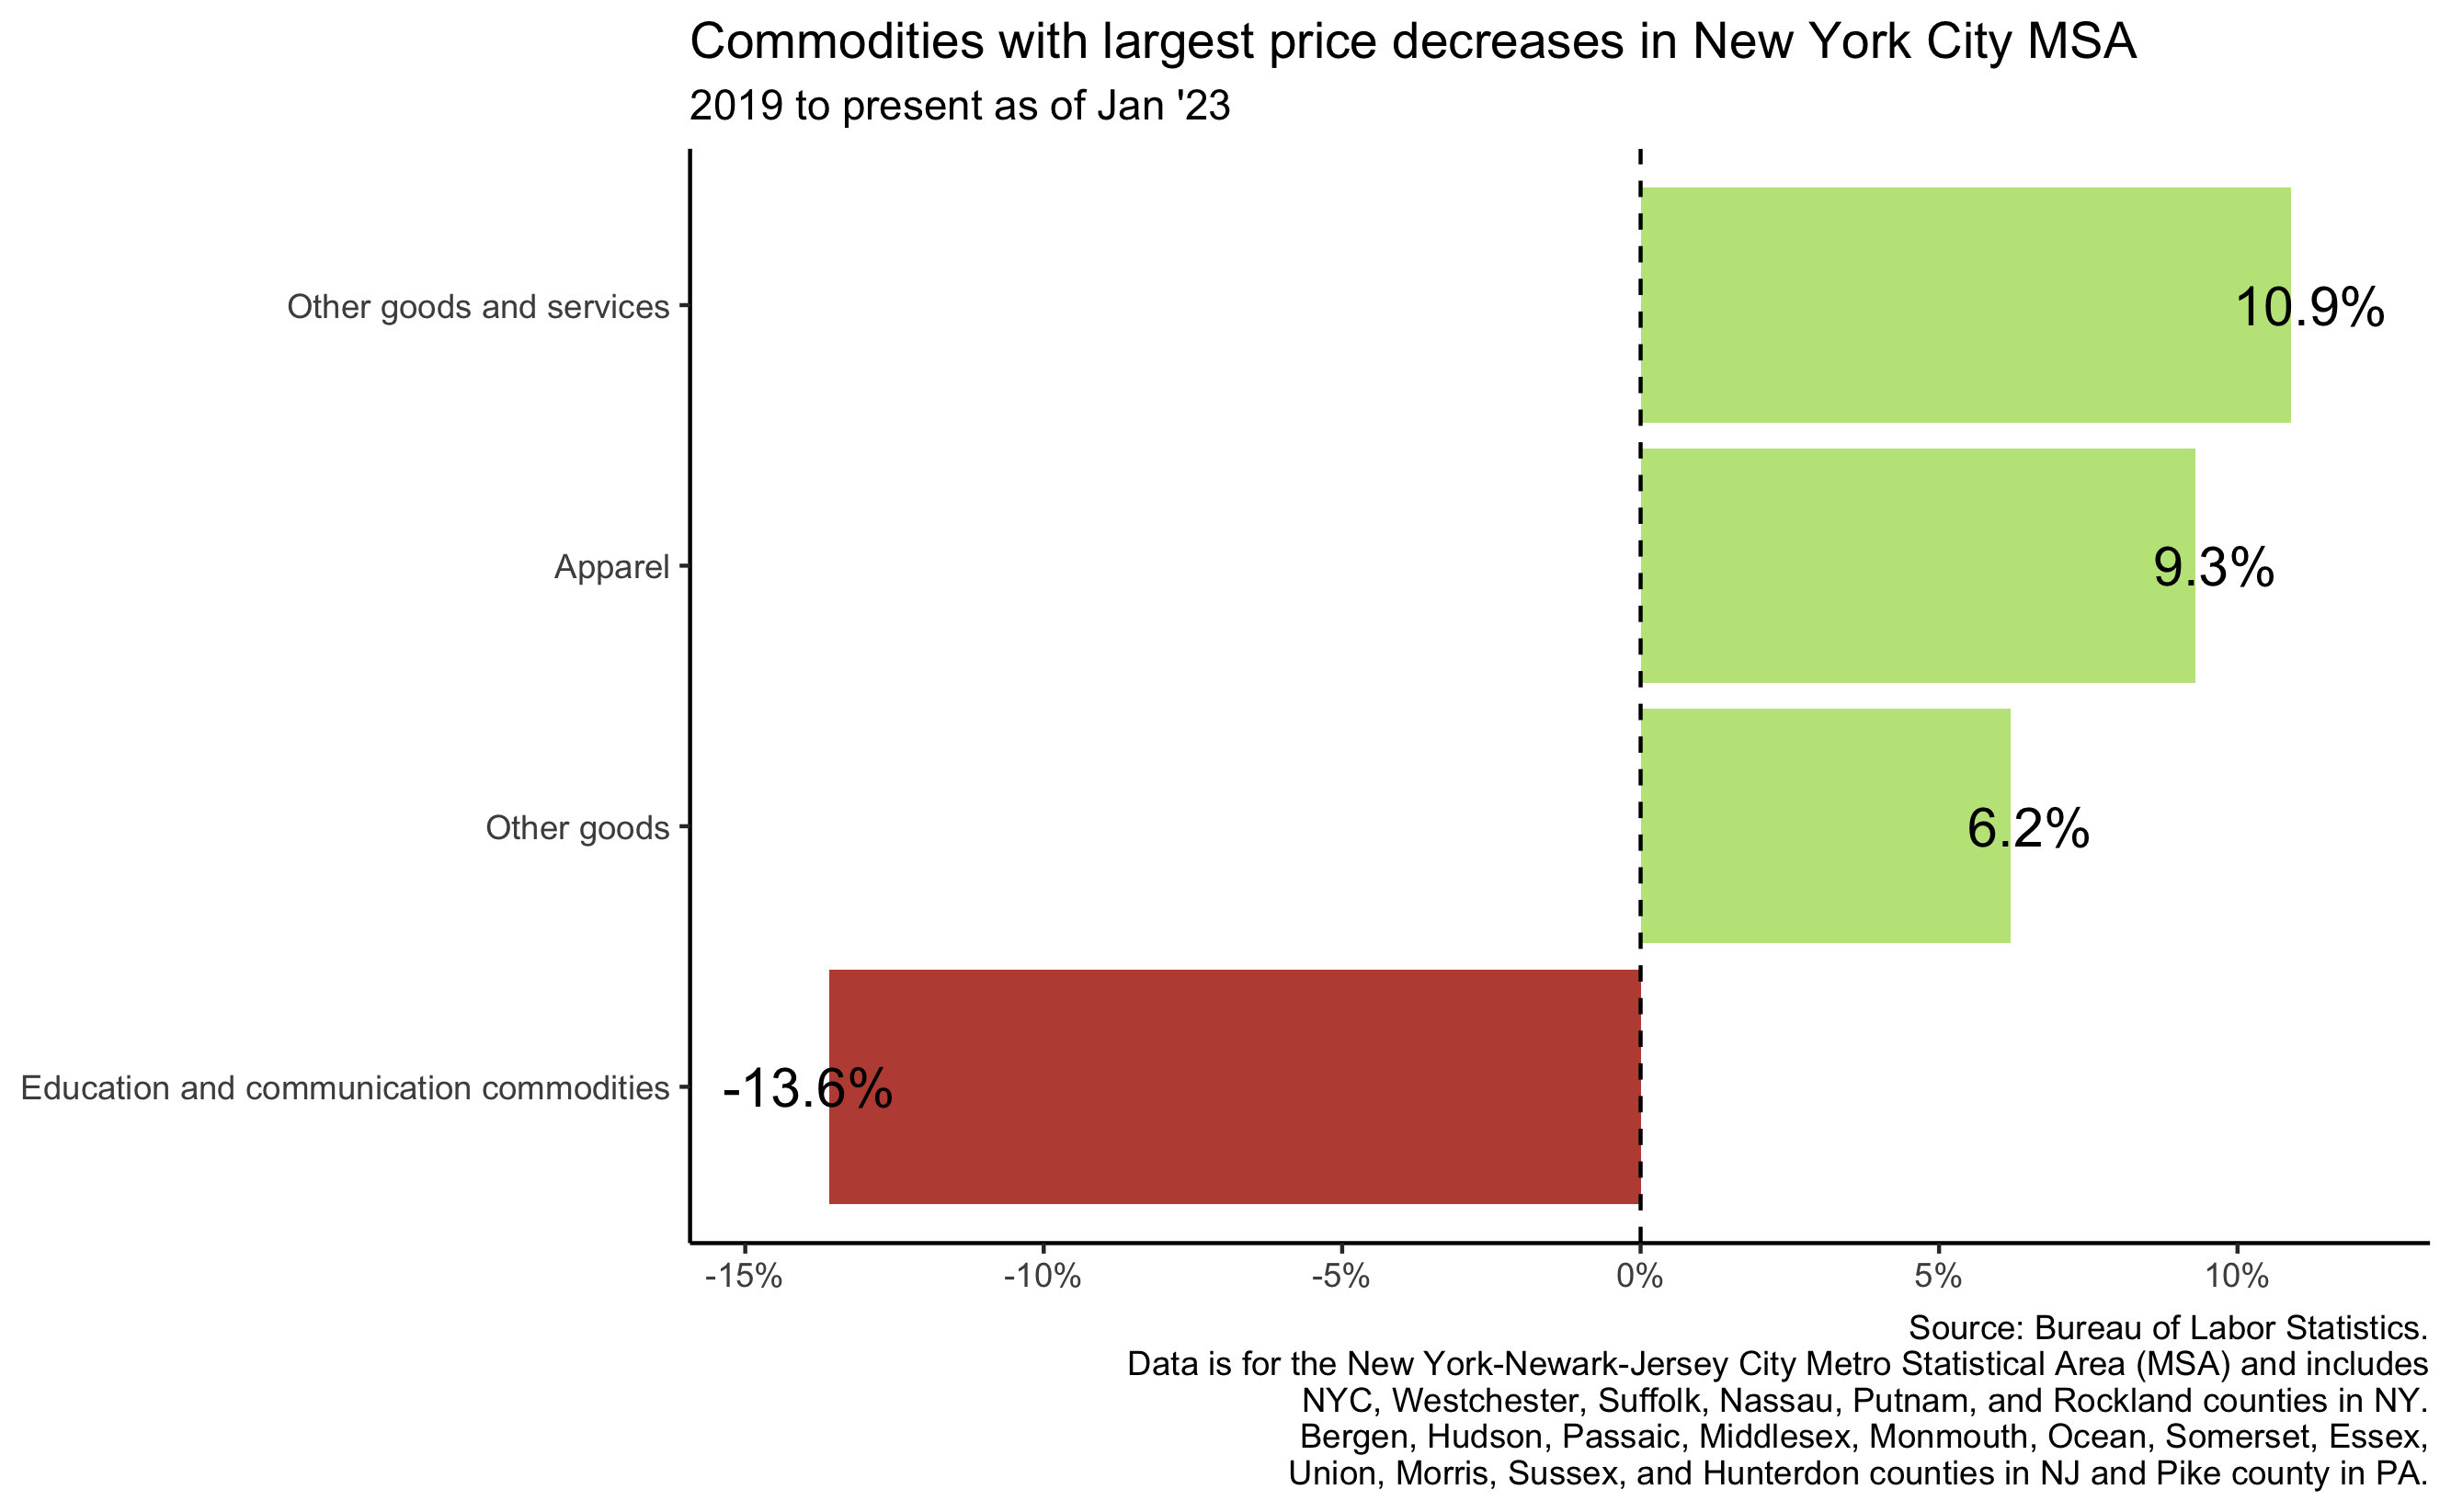 Commodities with largest price decreases in New York City MSA
2019 to present as of Jan '23
Other goods and services
10.9%
Apparel
9.3%
Other goods
6.2%
Education and communication commodities
-13.6%
-15%
-10%
-5%
0%
5%
10%
Source: Bureau of Labor Statistics.
Data is for the New York-Newark-Jersey City Metro Statistical Area (MSA) and includes
NYC, Westchester, Suffolk, Nassau, Putnam, and Rockland counties in NY.
Bergen, Hudson, Passaic, Middlesex, Monmouth, Ocean, Somerset, Essex,
Union, Morris, Sussex, and Hunterdon counties in NJ and Pike county in PA.